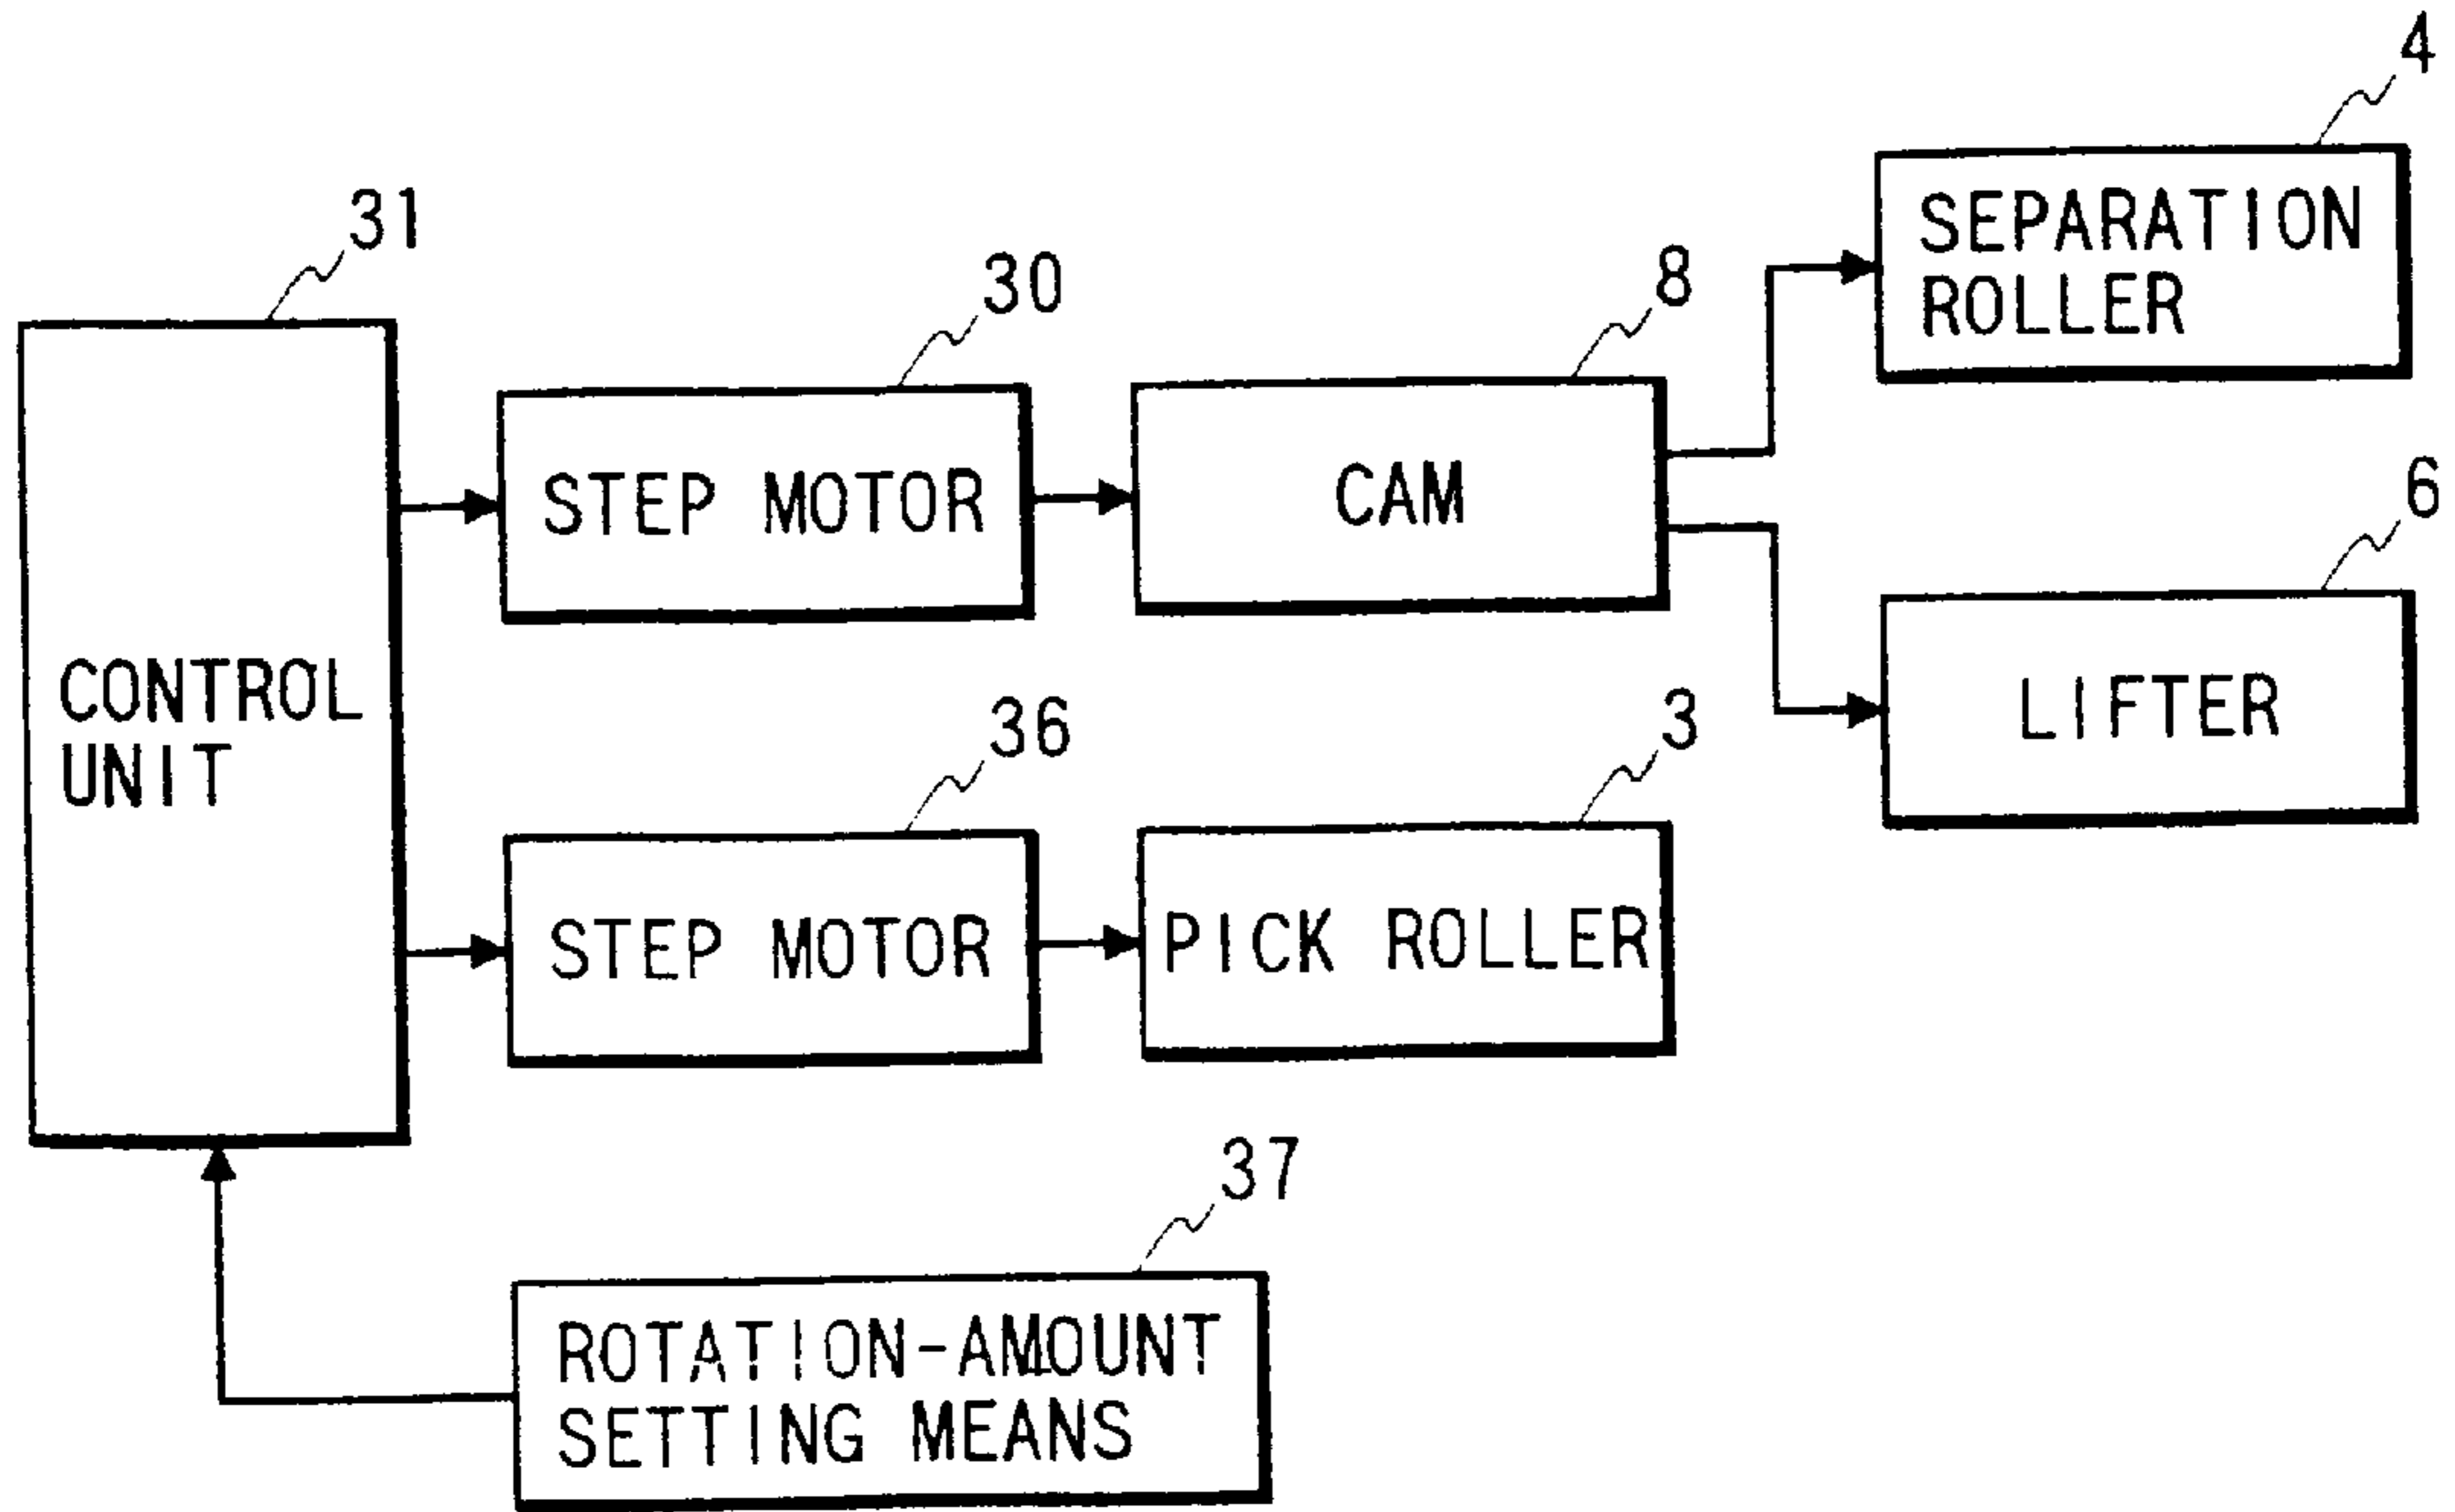 4
SEPARATION
ROLLER
31
30
8
STEP MOTOR
CAM
6
LIFTER
CONTROL
UNIT
36
3
STEP MOTOR
PICK ROLLER
37
ROTATION-AMOUNT
SETTING MEANS